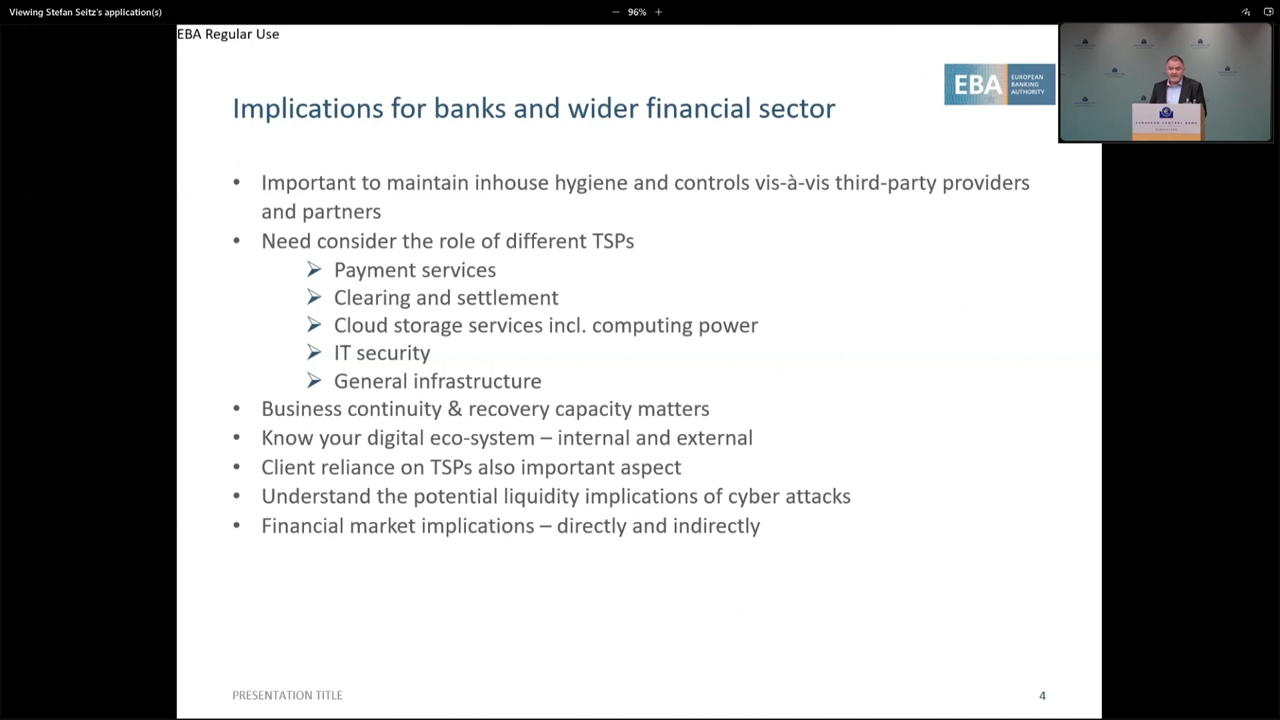 Viewing Stefan Seitz's application(s)
96%
EBA Regular Use
EBA
EUROPEAN
BANKING
AUTHORITY
Implications for banks and wider financial sector
• Important to maintain inhouse hygiene and controls vis-à-vis third-party providers
and partners
• Need consider the role of different TSPs
➢ Payment services
➢ Clearing and settlement
➢ Cloud storage services incl. computing power
➢ IT security
➢ General infrastructure
• Business continuity & recovery capacity matters
• Know your digital eco-system – internal and external
• Client reliance on TSPs also important aspect
• Understand the potential liquidity implications of cyber attacks
• Financial market implications – directly and indirectly
EUROPEAN CENTRAL BANK
PRESENTATION TITLE
4